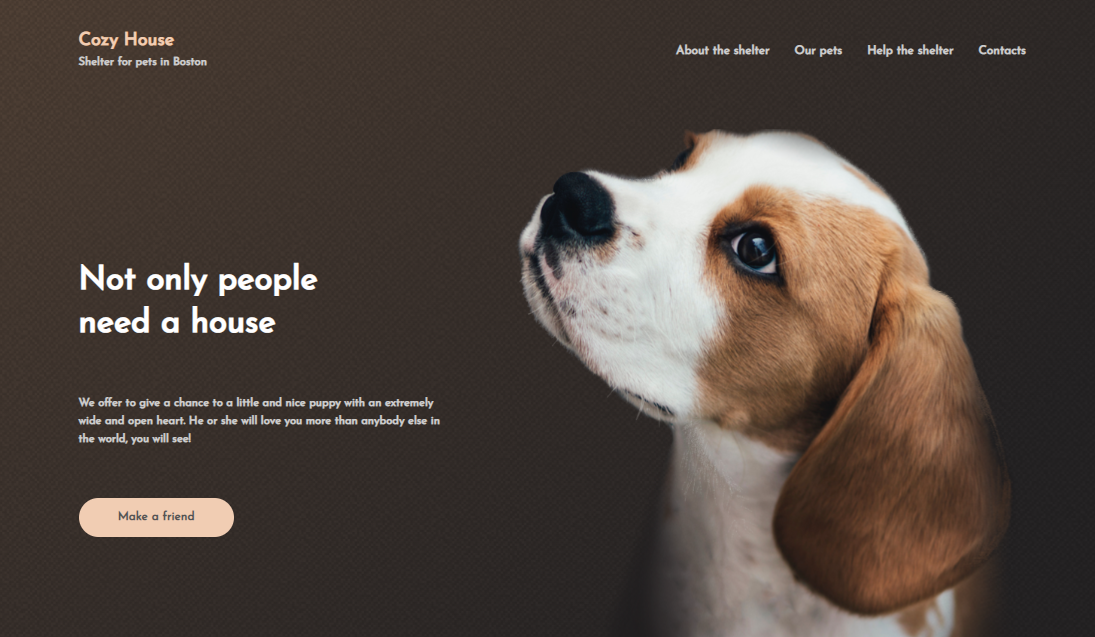 Cozy House
Shelter for pets in Boston
About the shelter Our pets Help the shelter Contacts
Not only people
need a house
We offer to give a chance to a little and nice puppy with an extremely
wide and open heart. He or she will love you more than anybody else in
the world, you will see!
Make a friend